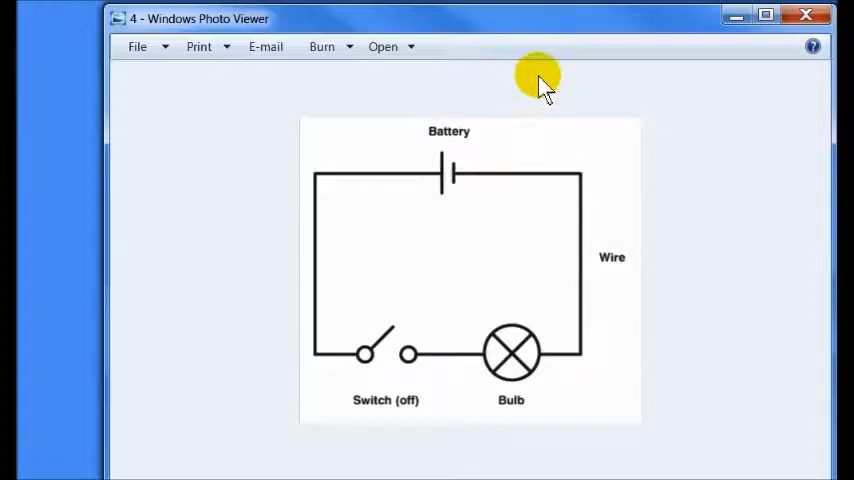 4 - Windows Photo Viewer
File Print E-mail Burn Open
Battery
Wire
Switch (off) Bulb